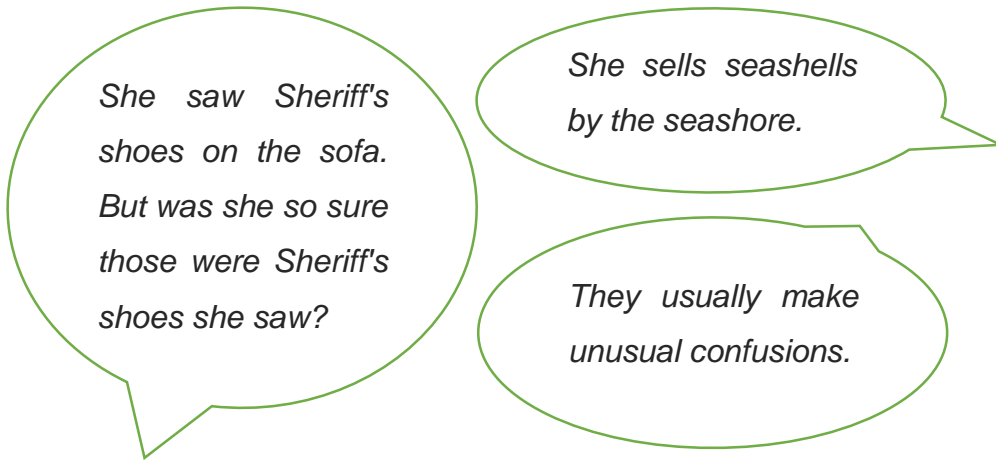 She saw Sheriff's
shoes on the sofa.
But was she so sure
those were Sheriff's
shoes she saw?
She sells seashells
by the seashore.
They usually make
unusual confusions.